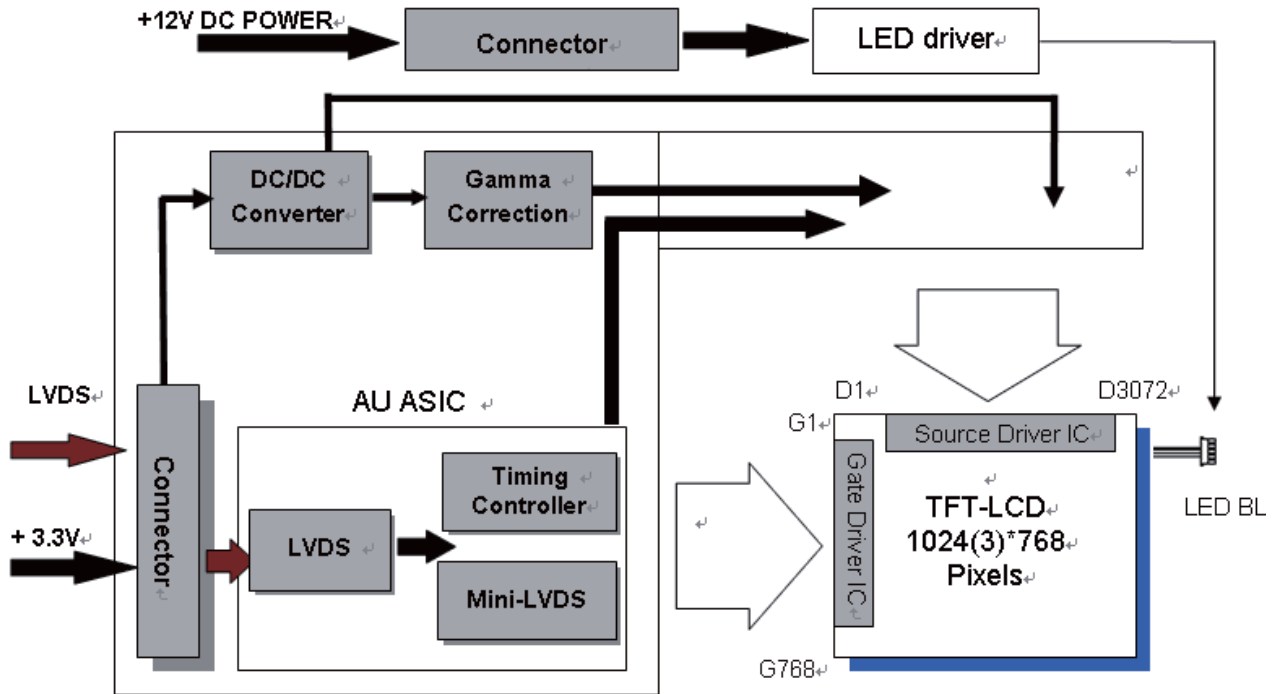 +12V DC POWER
Connector
LED driver
DC/DC
Converter
Gamma
Correction
LVDS
+ 3.3V
Connector
AU ASIC
LVDS
Timing
Controller
Mini-LVDS
D1
D3072
G1
G768
Source Driver IC
Gate Driver IC
TFT-LCD
1024(3)*768
Pixels
LED BL